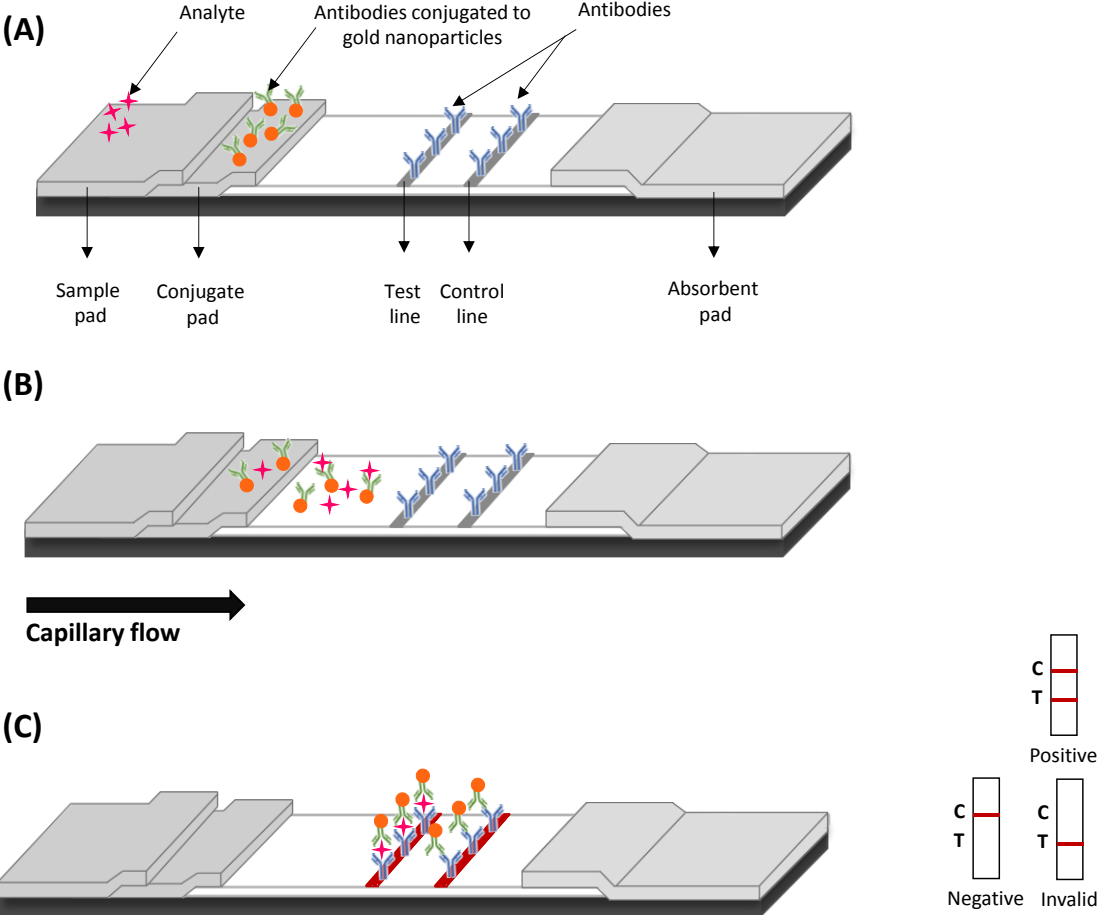 (A)
Analyte
Antibodies conjugated to
gold nanoparticles
Antibodies
Sample
pad
Conjugate
pad
Test
line
Control
line
Absorbent
pad
(B)
Capillary flow
(C)
C
T
Positive
C
T
Negative
C
T
Invalid